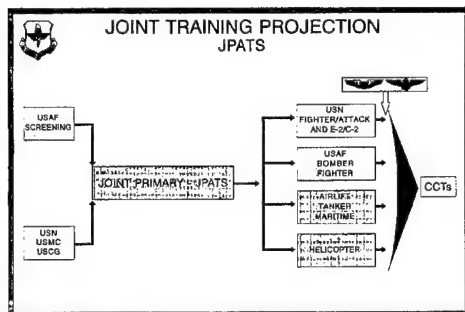 JOINT TRAINING PROJECTION
JPATS
USAF
SCREENING
USN
USMC
USCG
JOINT PRIMARY - JPATS
USN
FIGHTER/ATTACK
AND E-2/C-2
USAF
BOMBER
FIGHTER
AIRLIFT
TANKER
MARITIME
HELICOPTER
CCTs